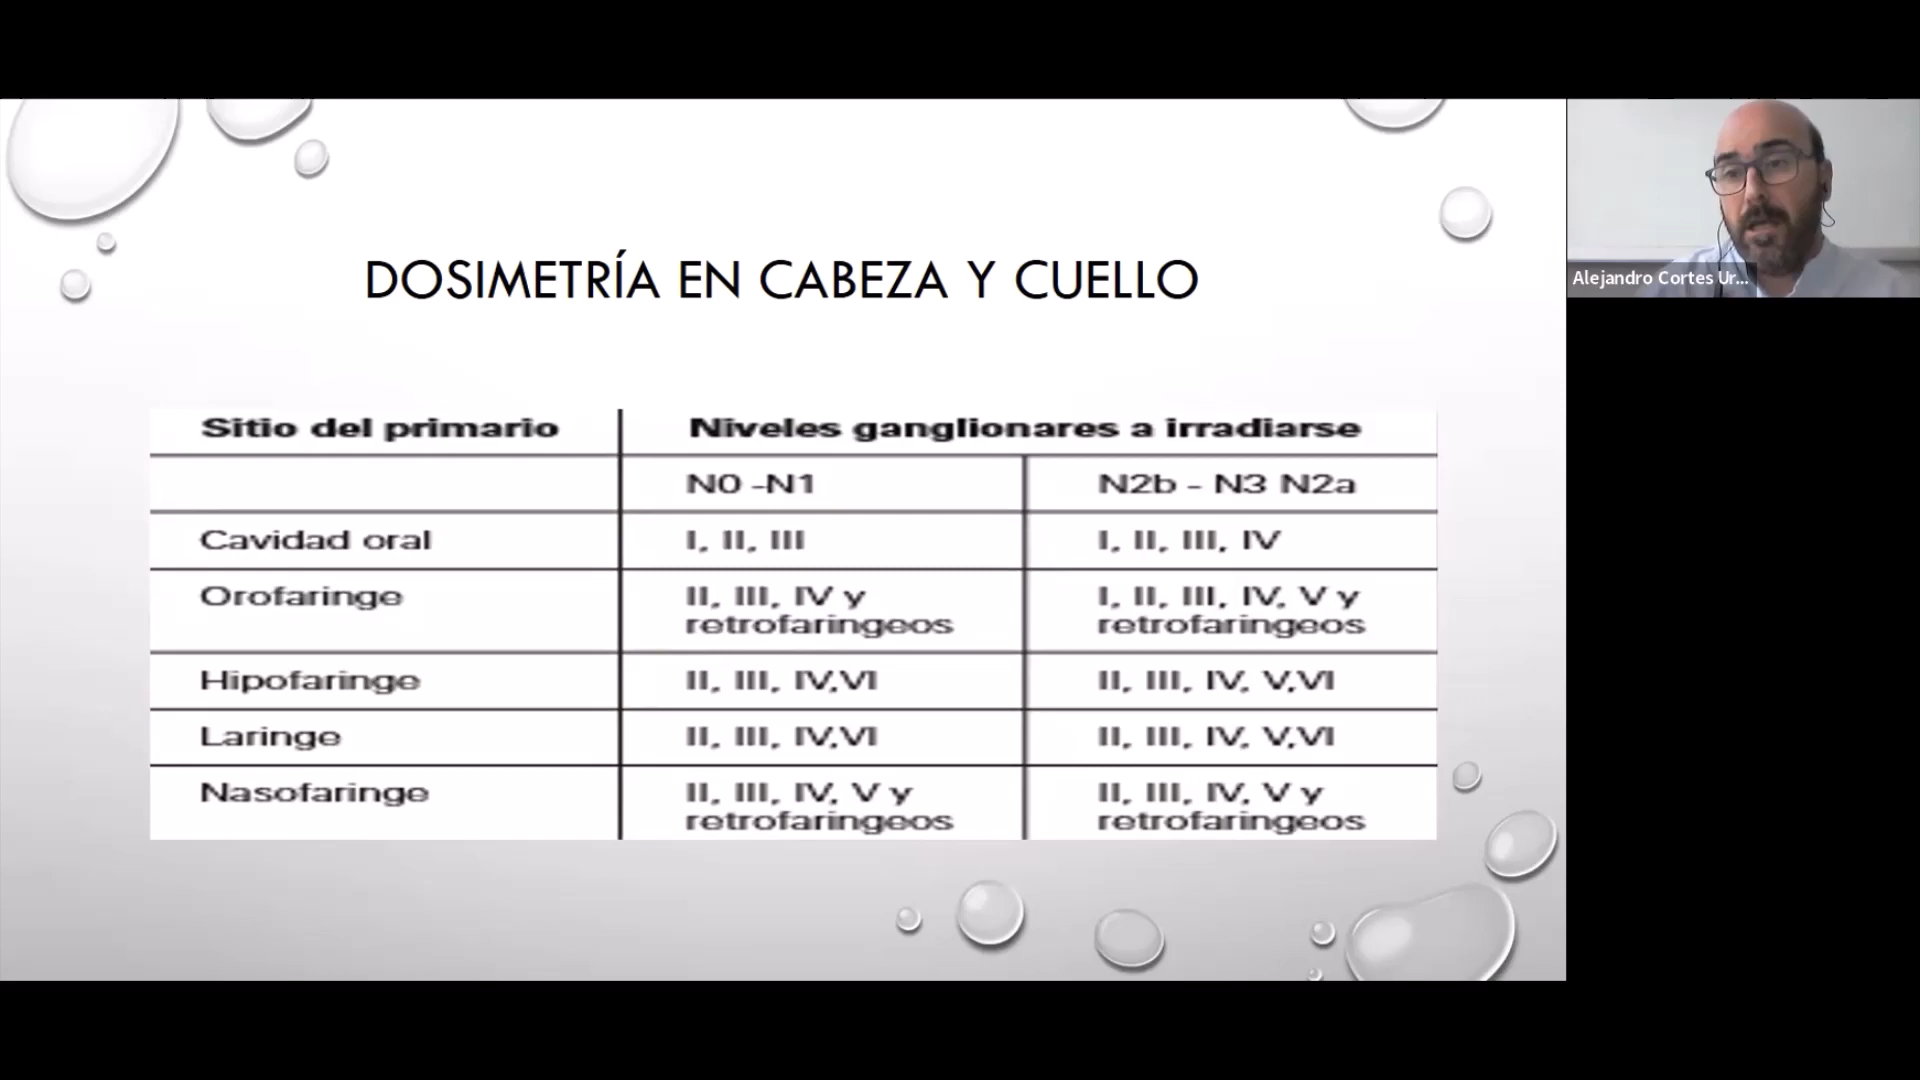 DOSIMETRÍA EN CABEZA Y CUELLO
Alejandro Cortes Ur...
Sitio del primario Niveles ganglionares a irradiarse
N0 -N1 N2b - N3 N2a
Cavidad oral I, II, III I, II, III, IV
Orofaringe II, III, IV y I, II, III, IV, V y
retrofaringeos retrofaringeos
Hipofaringe II, III, IV,VI II, III, IV, V,VI
Laringe II, III, IV,VI II, III, IV, V,VI
Nasofaringe II, III, IV, V y II, III, IV, V y
retrofaringeos retrofaringeos